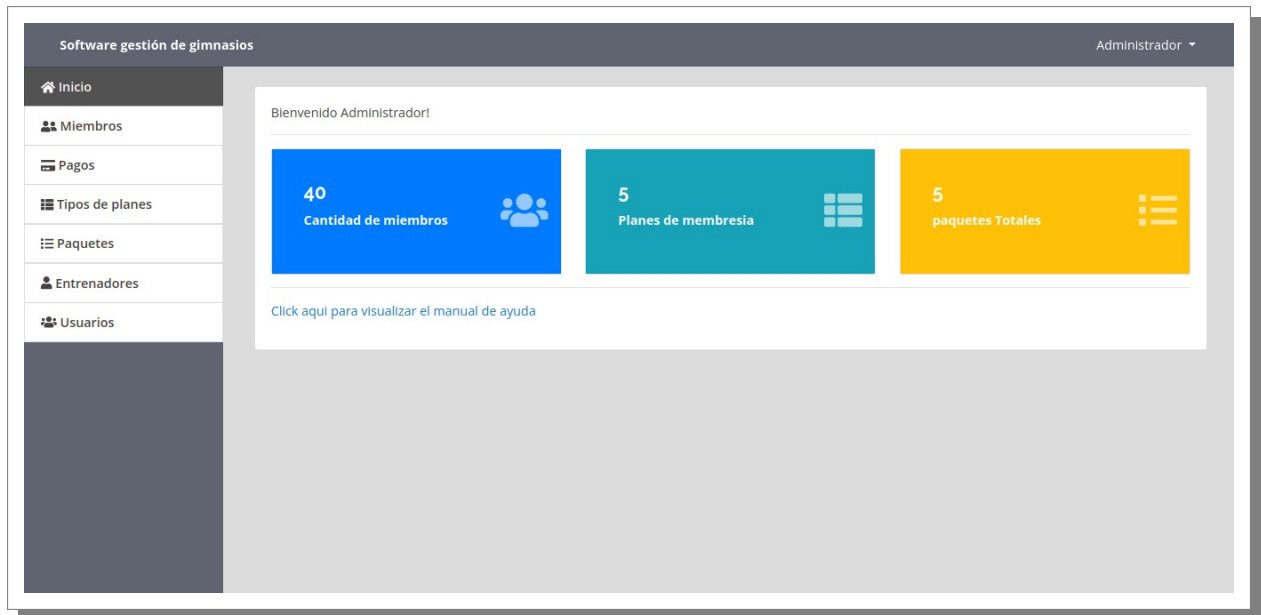 Software gestión de gimnasios
Administrador
Inicio
Miembros
Pagos
Tipos de planes
Paquetes
Entrenadores
Usuarios
Bienvenido Administrador!
40
Cantidad de miembros
5
Planes de membresia
5
paquetes Totales
Click aqui para visualizar el manual de ayuda